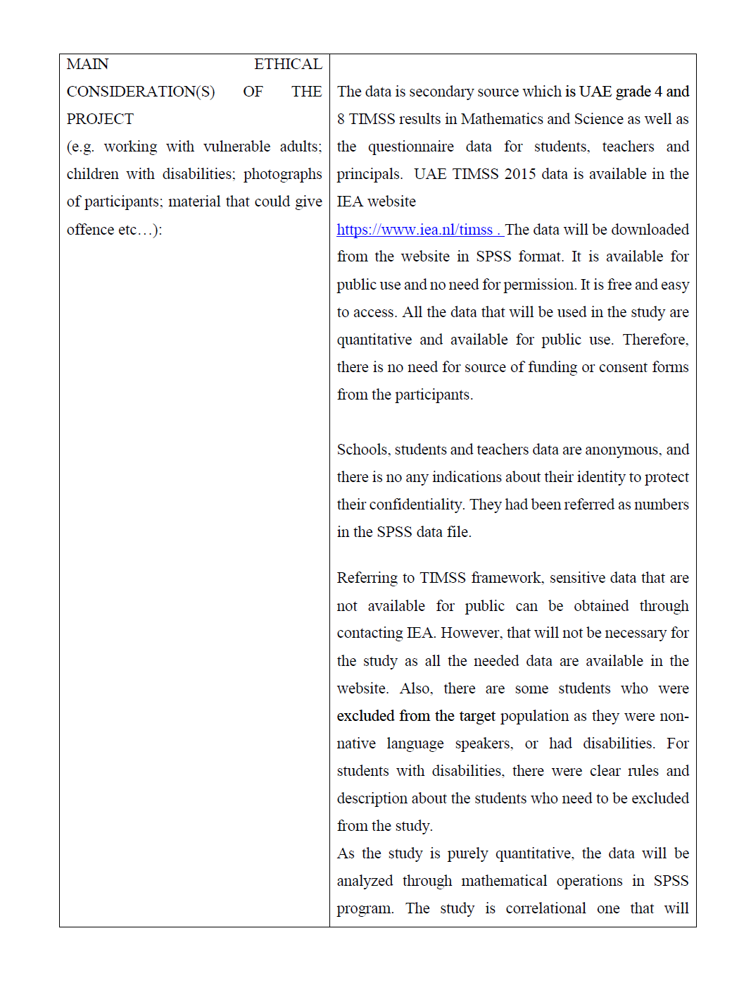 MAIN ETHICAL
CONSIDERATION(S) OF THE
PROJECT
(e.g. working with vulnerable adults;
children with disabilities; photographs
of participants; material that could give
offence etc…):
The data is secondary source which is UAE grade 4 and
8 TIMSS results in Mathematics and Science as well as
the questionnaire data for students, teachers and
principals. UAE TIMSS 2015 data is available in the
IEA website
https://www.iea.nl/timss . The data will be downloaded
from the website in SPSS format. It is available for
public use and no need for permission. It is free and easy
to access. All the data that will be used in the study are
quantitative and available for public use. Therefore,
there is no need for source of funding or consent forms
from the participants.
Schools, students and teachers data are anonymous, and
there is no any indications about their identity to protect
their confidentiality. They had been referred as numbers
in the SPSS data file.
Referring to TIMSS framework, sensitive data that are
not available for public can be obtained through
contacting IEA. However, that will not be necessary for
the study as all the needed data are available in the
website. Also, there are some students who were
excluded from the target population as they were non-
native language speakers, or had disabilities. For
students with disabilities, there were clear rules and
description about the students who need to be excluded
from the study.
As the study is purely quantitative, the data will be
analyzed through mathematical operations in SPSS
program. The study is correlational one that will